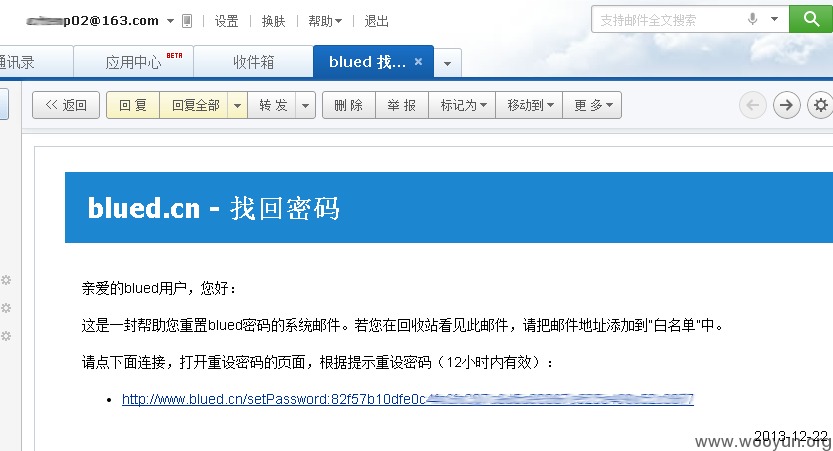 p02@163.com 设置 换肤 帮助 退出
支持邮件全文搜索
通讯录 应用中心 BETA 收件箱 blued 找... ×
<< 返回 回复 回复全部 转发 删除 举报 标记为 移动到 更多
blued.cn - 找回密码
亲爱的blued用户，您好：
这是一封帮助您重置blued密码的系统邮件。若您在回收站看见此邮件，请把邮件地址添加到"白名单"中。
请点下面连接，打开重设密码的页面，根据提示重设密码（12小时内有效）：
http://www.blued.cn/setPassword:82f57b10dfe0c
2013-12-22
www.wooyun.org